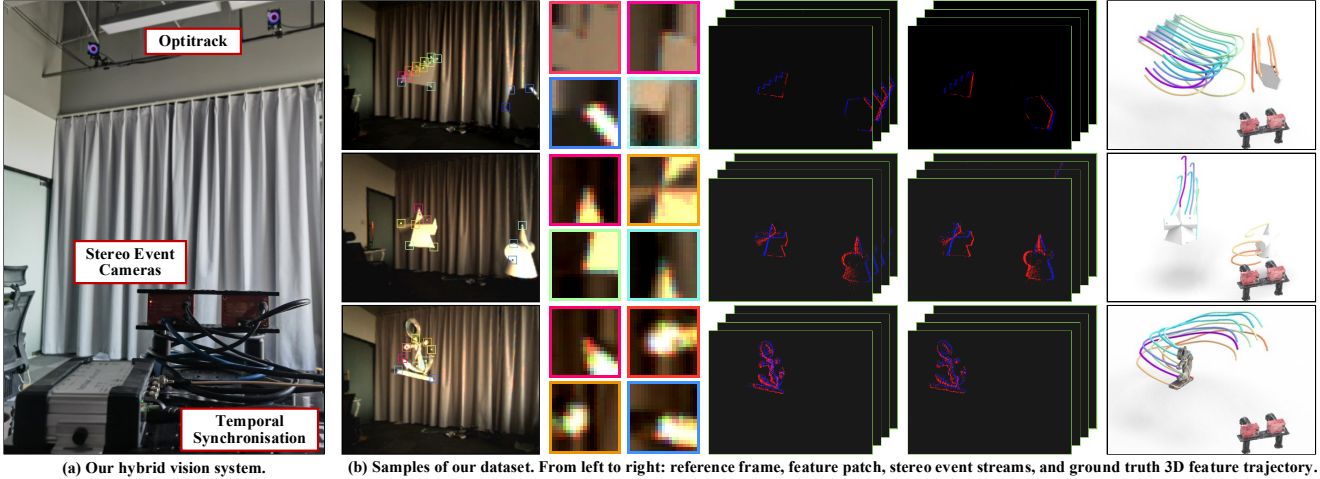 Optitrack
Stereo Event
Cameras
Temporal
Synchronisation
(a) Our hybrid vision system.
(b) Samples of our dataset. From left to right: reference frame, feature patch, stereo event streams, and ground truth 3D feature trajectory.